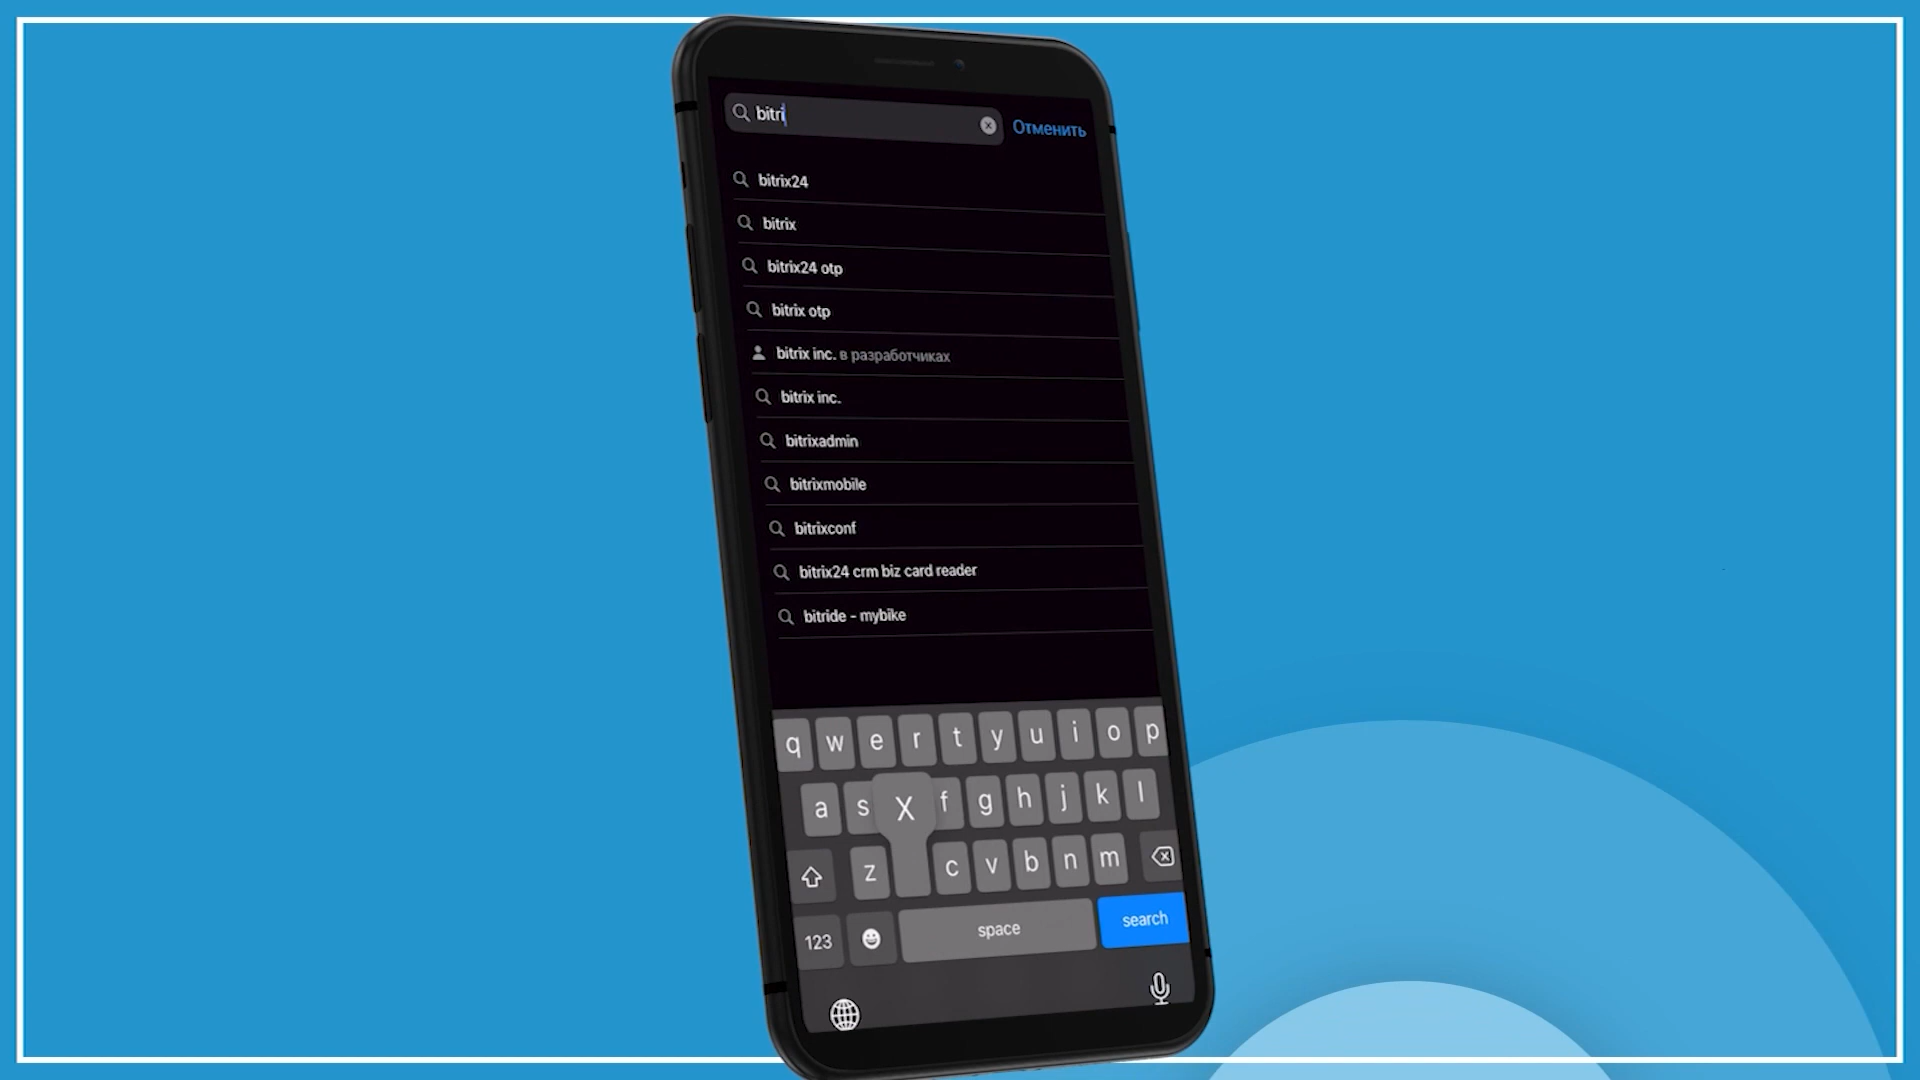 bitri Отменить
bitrix24
bitrix
bitrix24 otp
bitrix otp
bitrix inc. в разработчиках
bitrix inc.
bitrixadmin
bitrixmobile
bitrixconf
bitrix24 crm biz card reader
bitride - mybike
q w e r t y u i o p
a s X f g h j k l
z c v b n m
123 space search